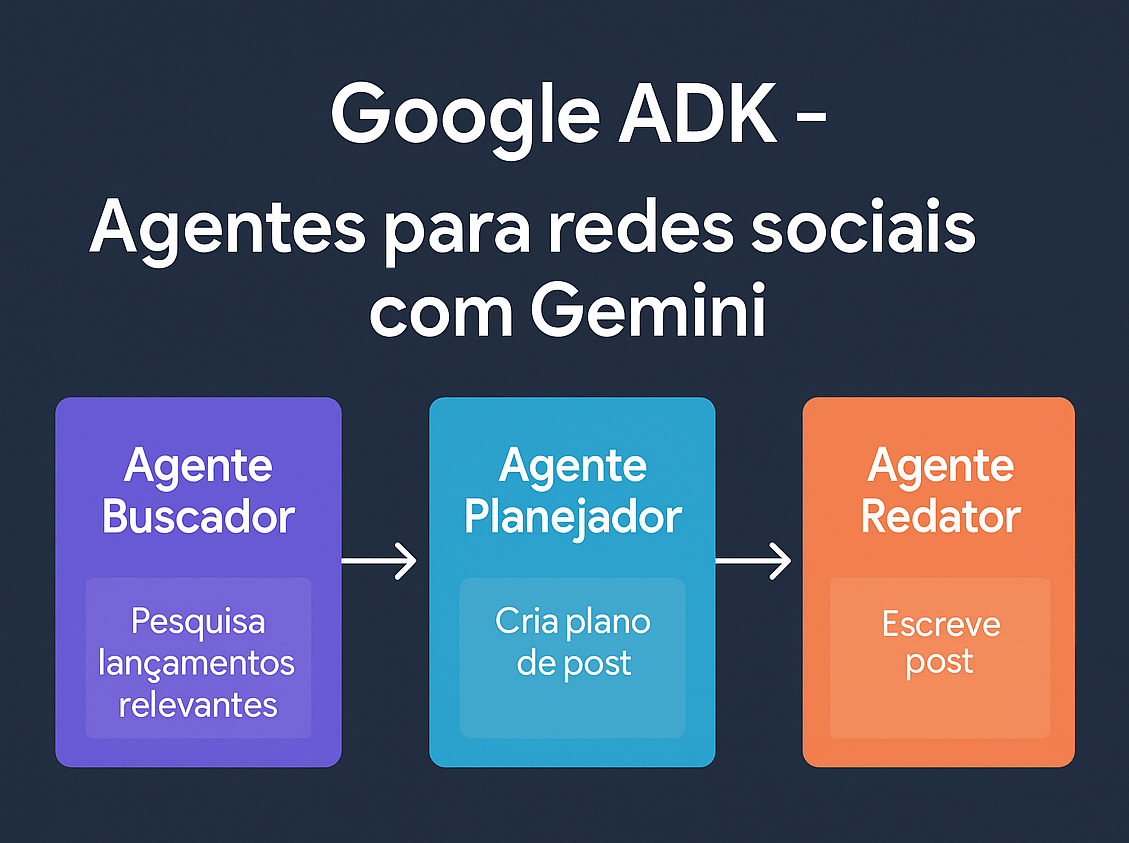 Google ADK –
Agentes para redes sociais
com Gemini
Agente
Buscador
Pesquisa
lançamentos
relevantes
Agente
Planejador
Cria plano
de post
Agente
Redator
Escreve
post